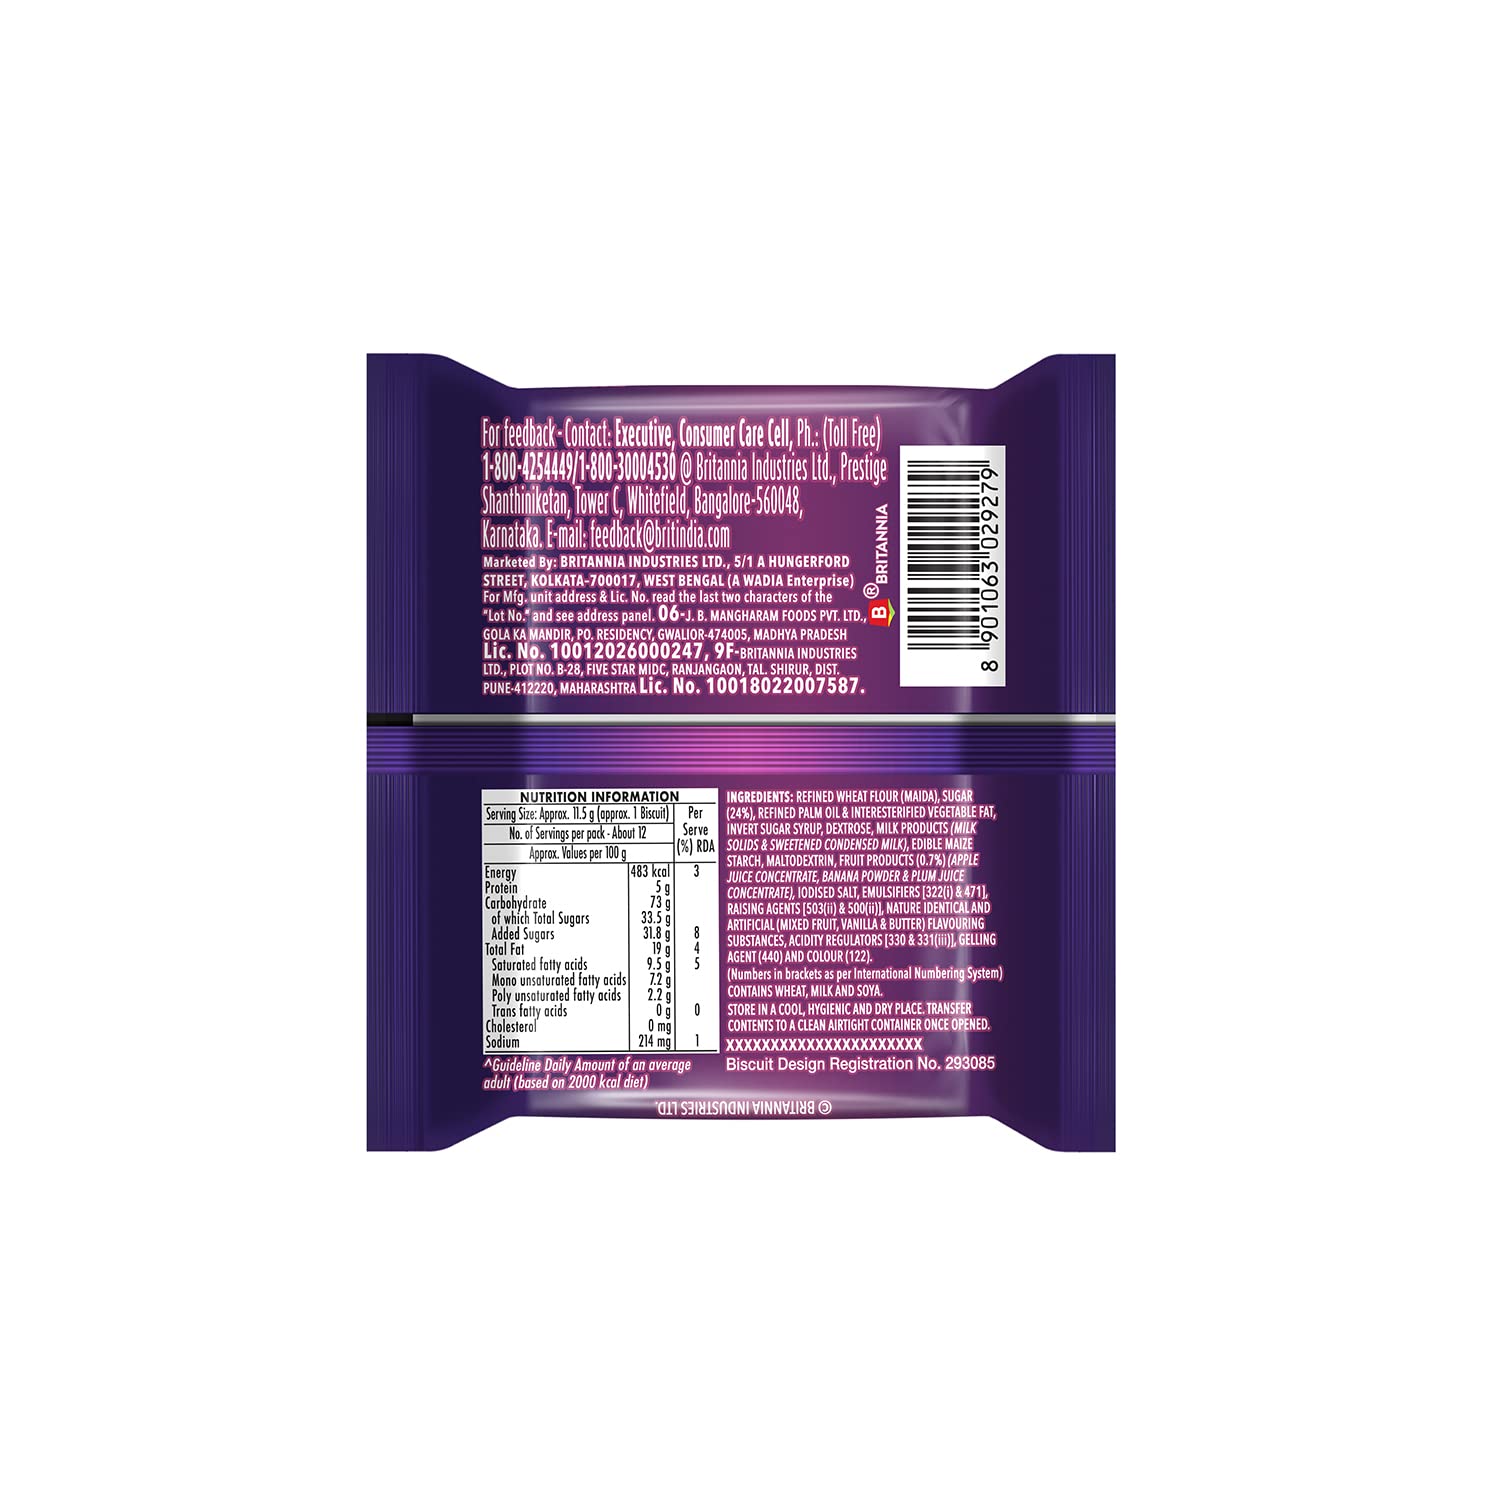 For feedback - Contact: Executive, Consumer Care Cell, Ph.: (Toll Free)
1-800-4254449/1-800-30004530 @ Britannia Industries Ltd., Prestige
Shanthiniketan, Tower C, Whitefield, Bangalore-560048,
Karnataka. E-mail: feedback@britindia.com
Marketed By: BRITANNIA INDUSTRIES LTD., 5/1 A HUNGERFORD
STREET, KOLKATA-700017, WEST BENGAL (A WADIA Enterprise)
For Mfg. unit address & Lic. No. read the last two characters of the
"Lot No." and see address panel. 06-J. B. MANGHARAM FOODS PVT. LTD.,
GOLA KA MANDIR, PO. RESIDENCY, GWALIOR-474005, MADHYA PRADESH
Lic. No. 10012026000247, 9F-BRITANNIA INDUSTRIES
LTD., PLOT NO. B-28, FIVE STAR MIDC, RANJANGAON, TAL. SHIRUR, DIST.
PUNE-412220, MAHARASHTRA Lic. No. 10018022007587.
B ® BRITANNIA
8 901063 029279
NUTRITION INFORMATION
Serving Size: Approx. 11.5 g (approx. 1 Biscuit)
No. of Servings per pack - About 12
Approx. Values per 100 g
Per
Serve
(%) RDA
Energy 483 kcal 3
Protein 5 g
Carbohydrate 73 g
of which Total Sugars 33.5 g
Added Sugars 31.8 g 8
Total Fat 19 g 4
Saturated fatty acids 9.5 g 5
Mono unsaturated fatty acids 7.2 g
Poly unsaturated fatty acids 2.2 g
Trans fatty acids 0 g 0
Cholesterol 0 mg
Sodium 214 mg 1
^Guideline Daily Amount of an average
adult (based on 2000 kcal diet)
INGREDIENTS: REFINED WHEAT FLOUR (MAIDA), SUGAR
(24%), REFINED PALM OIL & INTERESTERIFIED VEGETABLE FAT,
INVERT SUGAR SYRUP, DEXTROSE, MILK PRODUCTS (MILK
SOLIDS & SWEETENED CONDENSED MILK), EDIBLE MAIZE
STARCH, MALTODEXTRIN, FRUIT PRODUCTS (0.7%) (APPLE
JUICE CONCENTRATE, BANANA POWDER & PLUM JUICE
CONCENTRATE), IODISED SALT, EMULSIFIERS [322(i) & 471],
RAISING AGENTS [503(ii) & 500(ii)], NATURE IDENTICAL AND
ARTIFICIAL (MIXED FRUIT, VANILLA & BUTTER) FLAVOURING
SUBSTANCES, ACIDITY REGULATORS [330 & 331(iii)], GELLING
AGENT (440) AND COLOUR (122).
(Numbers in brackets as per International Numbering System)
CONTAINS WHEAT, MILK AND SOYA.
STORE IN A COOL, HYGIENIC AND DRY PLACE. TRANSFER
CONTENTS TO A CLEAN AIRTIGHT CONTAINER ONCE OPENED.
XXXXXXXXXXXXXXXXXXXXXX
Biscuit Design Registration No. 293085
© BRITANNIA INDUSTRIES LTD.